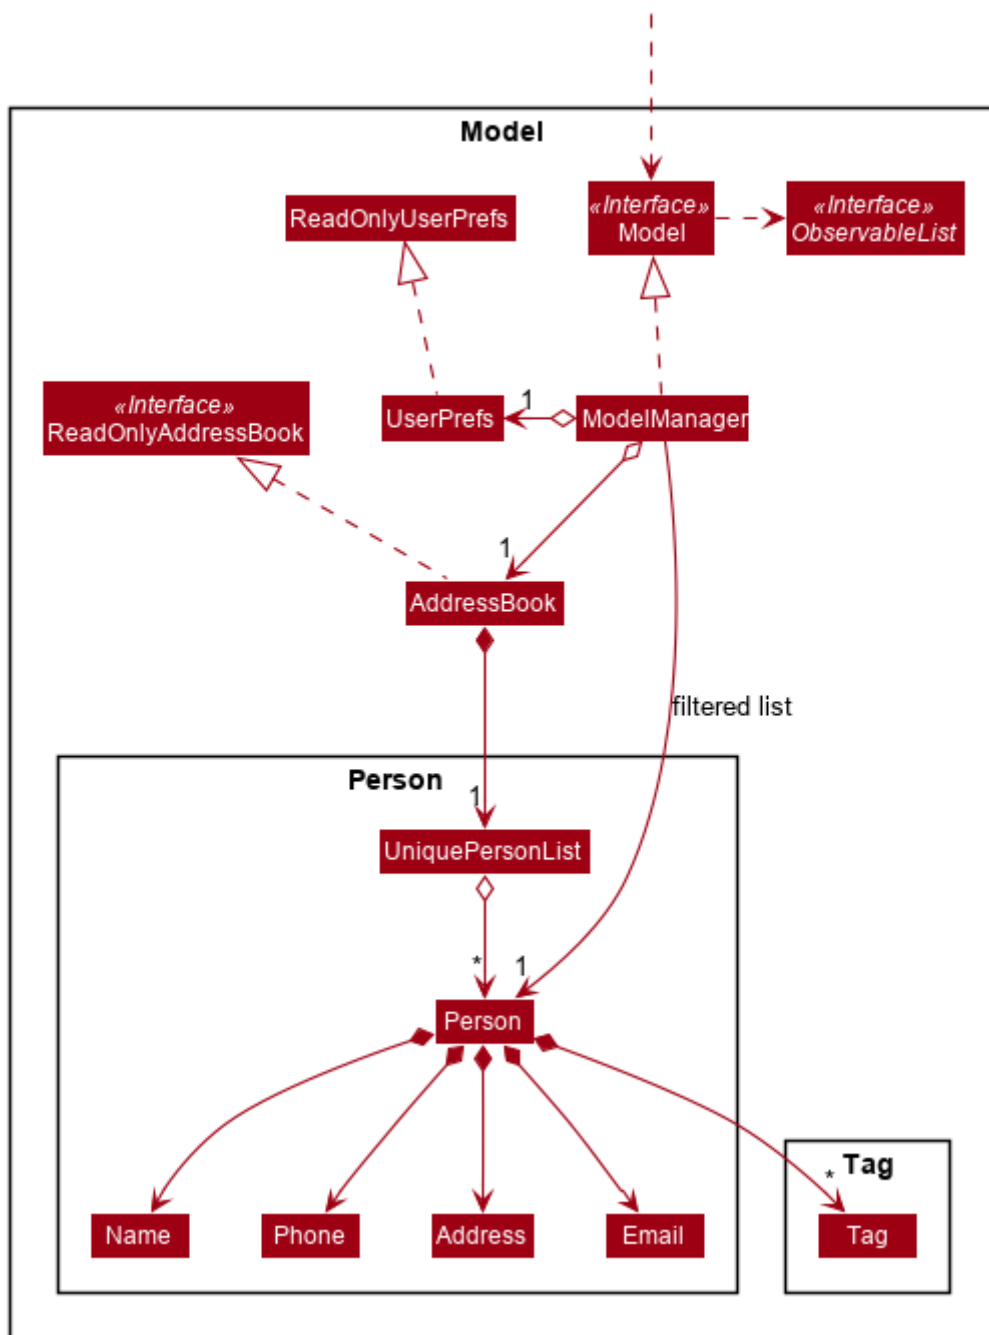 Model
«Interface»
Model
«Interface»
ObservableList
ReadOnlyUserPrefs
«Interface»
ReadOnlyAddressBook
UserPrefs
1
ModelManager
1
AddressBook
filtered list
Person
1
UniquePersonList
*
1
Person
Tag
*
Name
Phone
Address
Email
Tag